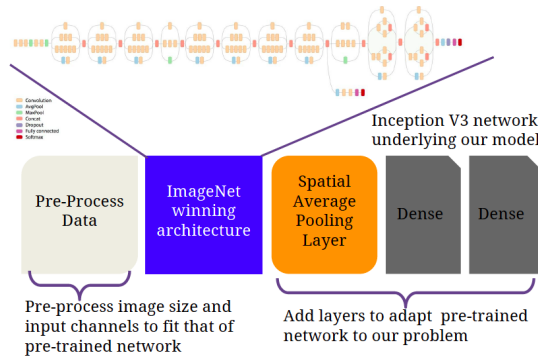 Convolution
AvgPool
MaxPool
Concat
Dropout
Fully connected
Softmax
Inception V3 network
underlying our model
Pre-Process
Data
ImageNet
winning
architecture
Spatial
Average
Pooling
Layer
Dense
Dense
Pre-process image size and
input channels to fit that of
pre-trained network
Add layers to adapt pre-trained
network to our problem